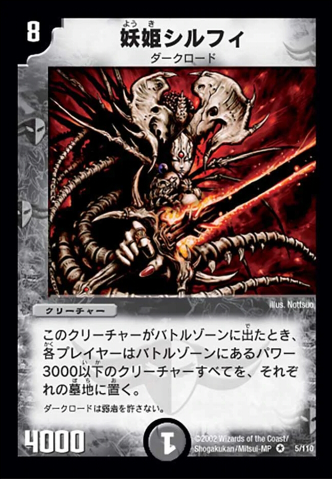 8
妖姫シルフィ
ダークロード
illus. Nottsuo
クリーチャー
このクリーチャーがバトルゾーンに出たとき、
各プレイヤーはバトルゾーンにあるパワー
3000以下のクリーチャーすべてを、それぞ
れの墓地に置く。
ダークロードは弱者を許さない。
4000
1
©2002 Wizards of the Coast/
Shogakukan/Mitsui-MP 5/110